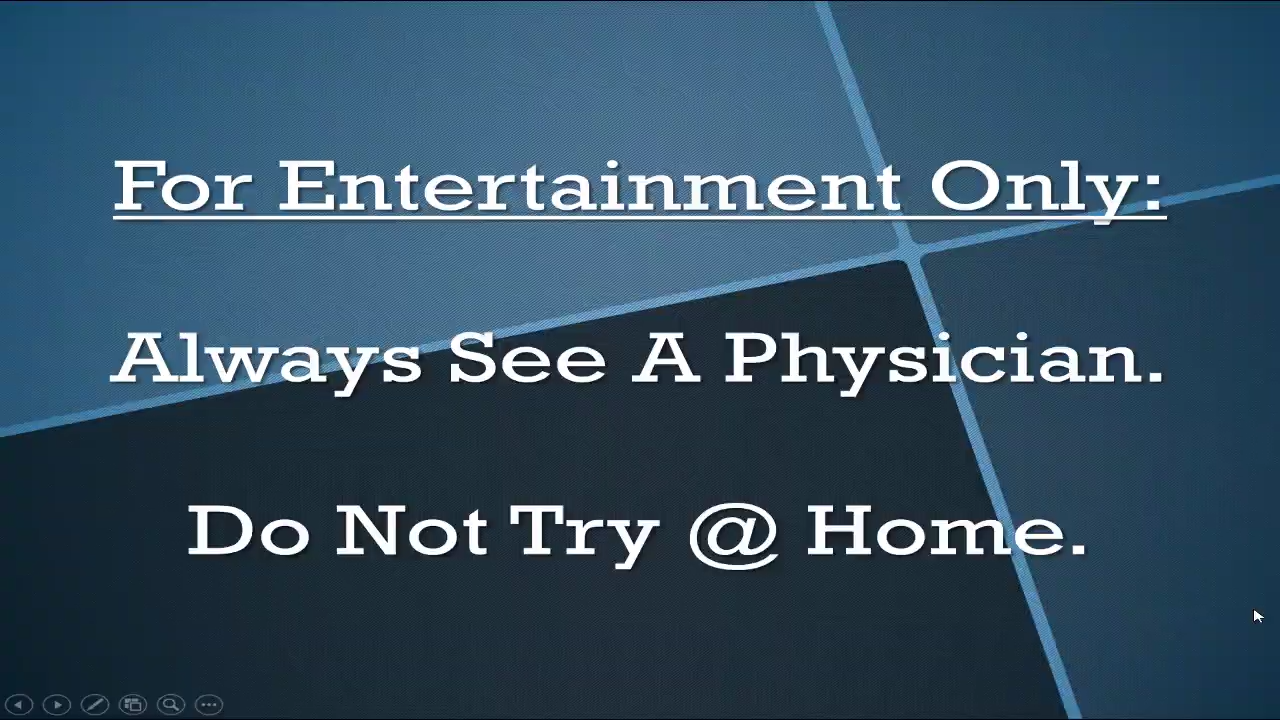 For Entertainment Only:
Always See A Physician.
Do Not Try @ Home.